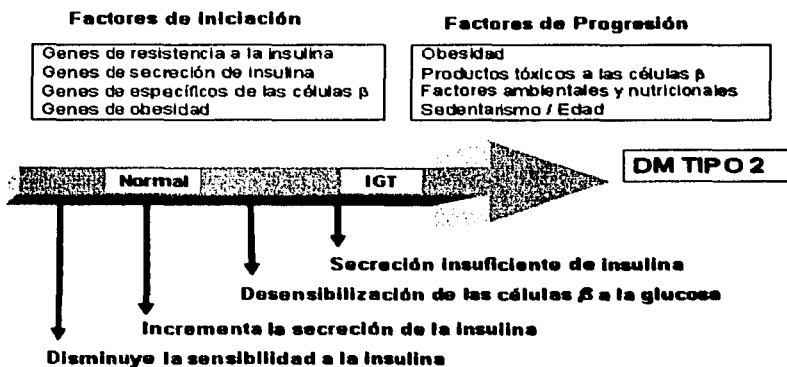 Factores de Iniciación
Factores de Progresión
Genes de resistencia a la insulina
Genes de secreción de insulina
Genes de específicos de las células β
Genes de obesidad
Obesidad
Productos tóxicos a las células β
Factores ambientales y nutricionales
Sedentarismo / Edad
Normal
IGT
DM TIPO 2
Secreción insuficiente de insulina
Desensibilización de las células β a la glucosa
Incrementa la secreción de la insulina
Disminuye la sensibilidad a la insulina